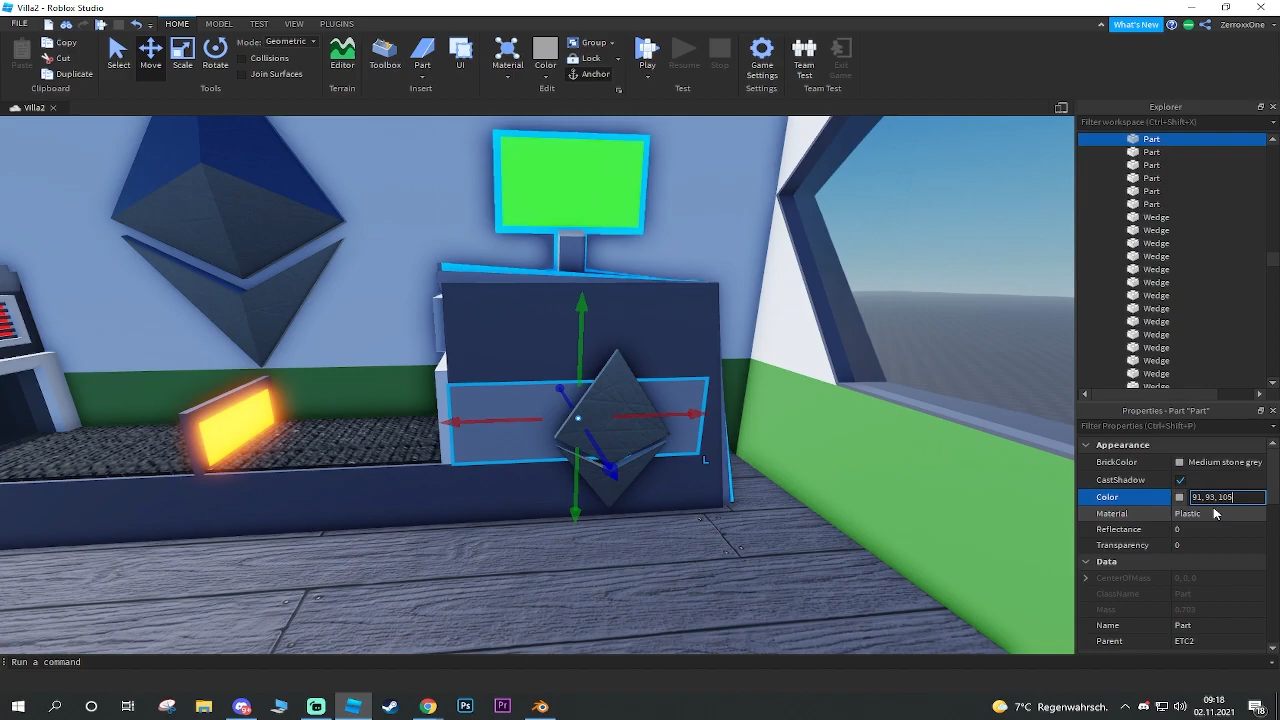 Villa2 - Roblox Studio
FILE HOME MODEL TEST VIEW PLUGINS What's New ZerroxxOne
Paste Copy Cut Duplicate Clipboard
Select Move Scale Rotate Mode: Geometric Collisions Join Surfaces Tools
Editor Terrain
Toolbox Part UI Insert
Material Color Group Lock Anchor Edit
Play Resume Stop Test
Game Settings Settings
Team Test Exit Game Team Test
Villa2
Explorer
Filter workspace (Ctrl+Shift+X)
Part
Part
Part
Part
Part
Part
Wedge
Wedge
Wedge
Wedge
Wedge
Wedge
Wedge
Wedge
Wedge
Wedge
Wedge
Wedge
Wedge
Wedge
L
Properties - Part "Part"
Filter Properties (Ctrl+Shift+P)
Appearance
BrickColor Medium stone grey
CastShadow
Color 91, 93, 105
Material Plastic
Reflectance 0
Transparency 0
Data
CenterOfMass 0, 0, 0
ClassName Part
Mass 0.703
Name Part
Parent ETC2
Run a command
7°C Regenwahrsch. 09:18
02.11.2021